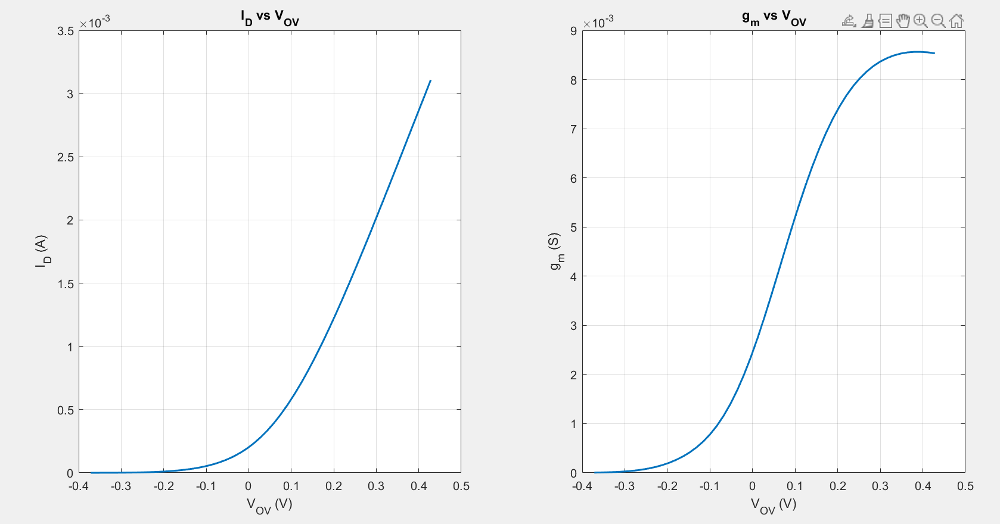 I_D vs V_OV
×10^-3
3.5
3
2.5
2
1.5
1
0.5
0
I_D (A)
-0.4 -0.3 -0.2 -0.1 0 0.1 0.2 0.3 0.4 0.5
V_OV (V)
g_m vs V_OV
×10^-3
9
8
7
6
5
4
3
2
1
0
g_m (S)
-0.4 -0.3 -0.2 -0.1 0 0.1 0.2 0.3 0.4 0.5
V_OV (V)